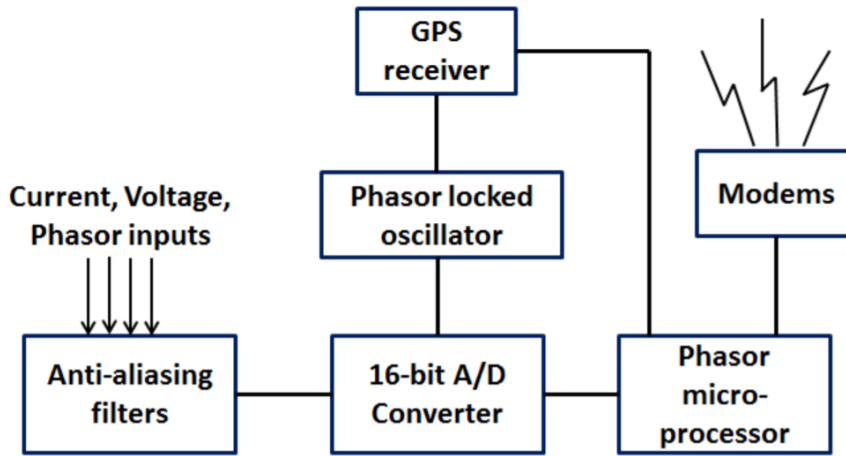 GPS
receiver
Modems
Current, Voltage,
Phasor inputs
Phasor locked
oscillator
Anti-aliasing
filters
16-bit A/D
Converter
Phasor
micro-
processor